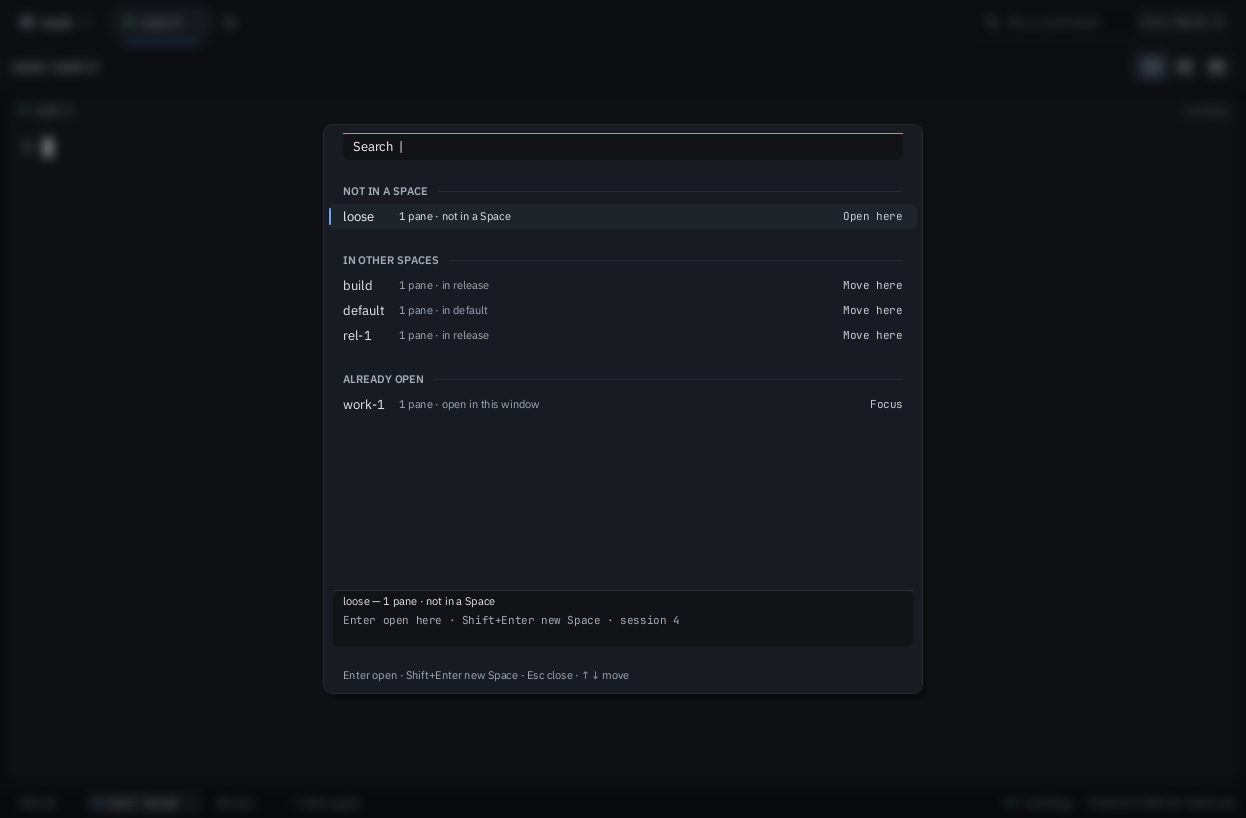 Search
NOT IN A SPACE
loose 1 pane · not in a Space Open here
IN OTHER SPACES
build 1 pane · in release Move here
default 1 pane · in default Move here
rel-1 1 pane · in release Move here
ALREADY OPEN
work-1 1 pane · open in this window Focus
loose — 1 pane · not in a Space
Enter open here · Shift+Enter new Space · session 4
Enter open · Shift+Enter new Space · Esc close · ↑ ↓ move